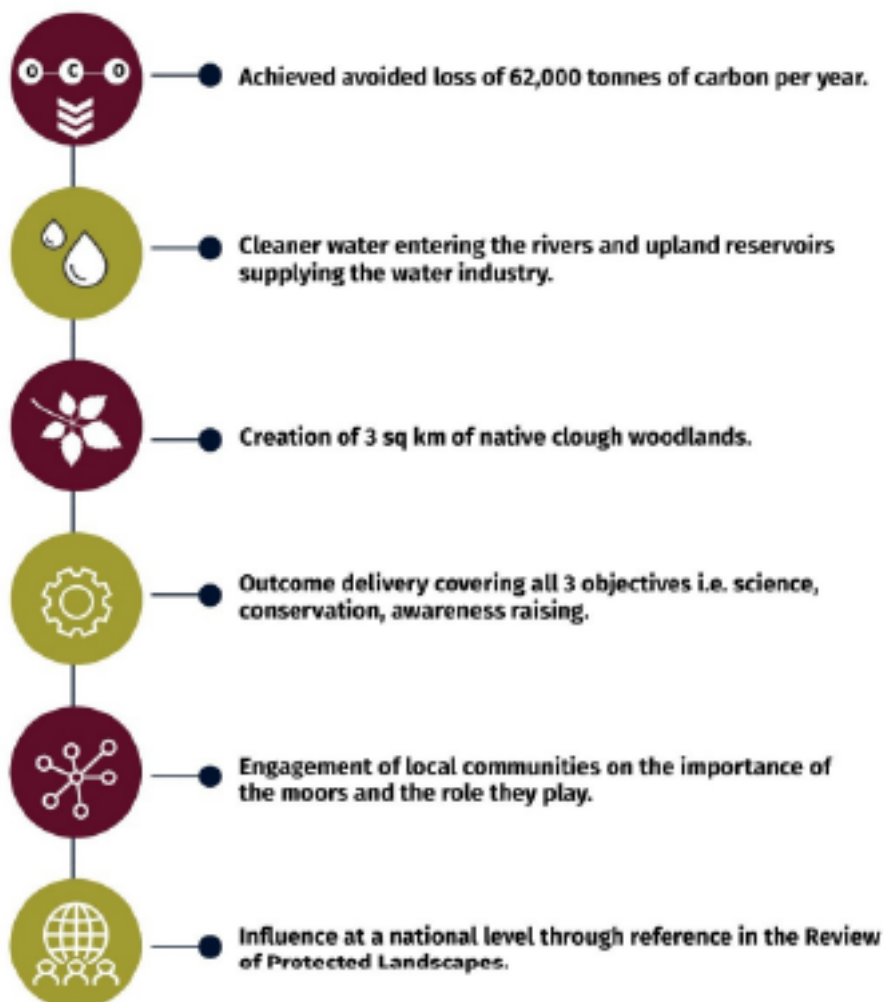 O C O
Achieved avoided loss of 62,000 tonnes of carbon per year.
Cleaner water entering the rivers and upland reservoirs
supplying the water industry.
Creation of 3 sq km of native clough woodlands.
Outcome delivery covering all 3 objectives i.e. science,
conservation, awareness raising.
Engagement of local communities on the importance of
the moors and the role they play.
Influence at a national level through reference in the Review
of Protected Landscapes.